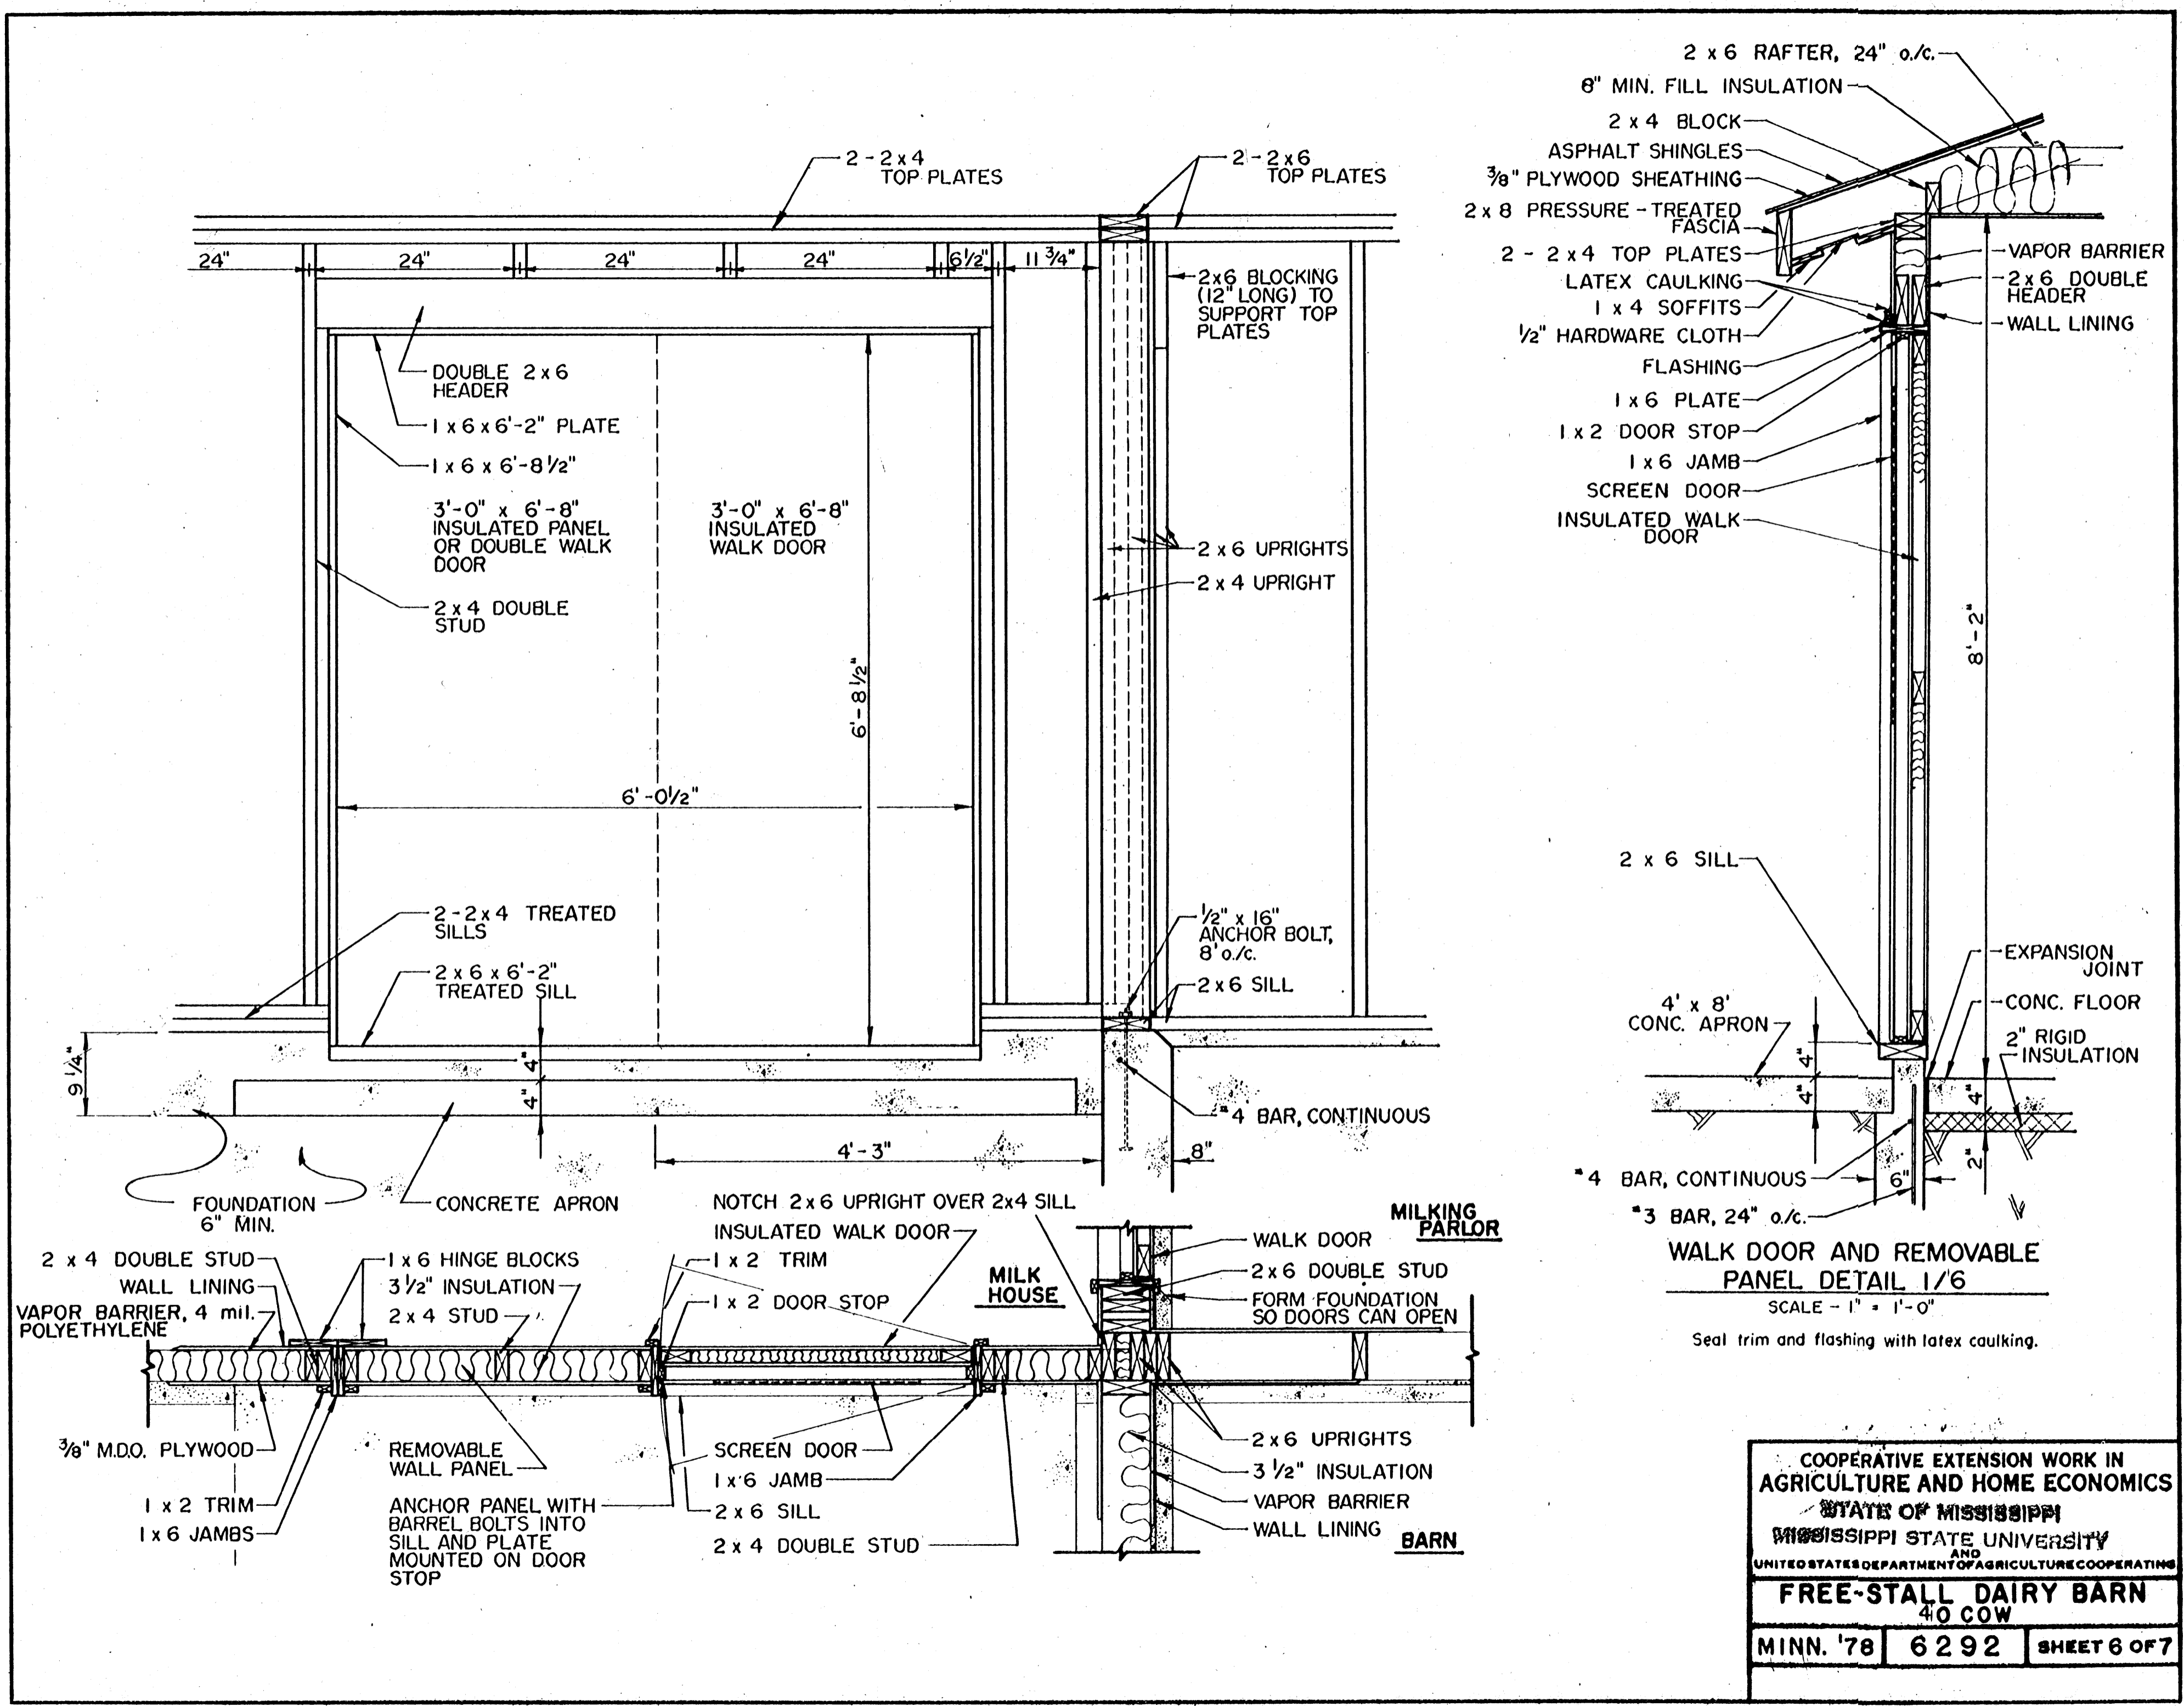 2 - 2 x 4
TOP PLATES
2 - 2 x 6
TOP PLATES
24"
24"
24"
24"
6 1/2"
11 3/4"
2x6 BLOCKING
(12" LONG) TO
SUPPORT TOP
PLATES
DOUBLE 2 x 6
HEADER
1 x 6 x 6'-2" PLATE
1 x 6 x 6'-8 1/2"
3'-0" x 6'-8"
INSULATED PANEL
OR DOUBLE WALK
DOOR
3'-0" x 6'-8"
INSULATED
WALK DOOR
2 x 6 UPRIGHTS
2 x 4 UPRIGHT
2 x 4 DOUBLE
STUD
6'-8 1/2"
6'-0 1/2"
2 - 2 x 4 TREATED
SILLS
2 x 6 x 6'-2"
TREATED SILL
1/2" x 16"
ANCHOR BOLT,
8' o/c.
2 x 6 SILL
9 1/4"
4"
4"
#4 BAR, CONTINUOUS
4'-3"
8"
FOUNDATION
6" MIN.
CONCRETE APRON
2 x 6 RAFTER, 24" o/c.
8" MIN. FILL INSULATION
2 x 4 BLOCK
ASPHALT SHINGLES
3/8" PLYWOOD SHEATHING
2 x 8 PRESSURE - TREATED
FASCIA
2 - 2 x 4 TOP PLATES
LATEX CAULKING
1 x 4 SOFFITS
1/2" HARDWARE CLOTH
FLASHING
1 x 6 PLATE
1 x 2 DOOR STOP
1 x 6 JAMB
SCREEN DOOR
INSULATED WALK
DOOR
VAPOR BARRIER
2 x 6 DOUBLE
HEADER
WALL LINING
8'-2"
2 x 6 SILL
4' x 8'
CONC. APRON
EXPANSION
JOINT
CONC. FLOOR
2" RIGID
INSULATION
4"
4"
4"
2"
6"
#4 BAR, CONTINUOUS
#3 BAR, 24" o/c.
WALK DOOR AND REMOVABLE
PANEL DETAIL 1/6
SCALE - 1" = 1'-0"
Seal trim and flashing with latex caulking.
NOTCH 2 x 6 UPRIGHT OVER 2x4 SILL
INSULATED WALK DOOR
1 x 2 TRIM
1 x 2 DOOR STOP
2 x 4 DOUBLE STUD
WALL LINING
VAPOR BARRIER, 4 mil.
POLYETHYLENE
1 x 6 HINGE BLOCKS
3 1/2" INSULATION
2 x 4 STUD
MILK
HOUSE
MILKING
PARLOR
WALK DOOR
2 x 6 DOUBLE STUD
FORM FOUNDATION
SO DOORS CAN OPEN
3/8" M.D.O. PLYWOOD
1 x 2 TRIM
1 x 6 JAMBS
REMOVABLE
WALL PANEL
ANCHOR PANEL WITH
BARREL BOLTS INTO
SILL AND PLATE
MOUNTED ON DOOR
STOP
SCREEN DOOR
1 x 6 JAMB
2 x 6 SILL
2 x 4 DOUBLE STUD
2 x 6 UPRIGHTS
3 1/2" INSULATION
VAPOR BARRIER
WALL LINING
BARN
COOPERATIVE EXTENSION WORK IN
AGRICULTURE AND HOME ECONOMICS
STATE OF MISSISSIPPI
MISSISSIPPI STATE UNIVERSITY
AND
UNITED STATES DEPARTMENT OF AGRICULTURE COOPERATING
FREE-STALL DAIRY BARN
40 COW
MINN. '78
6292
SHEET 6 OF 7